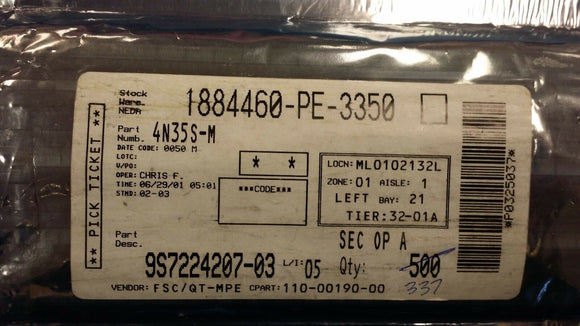 Stock
Warm.
NEDA
1884460-PE-3350
Part
Numb. 4N35S-M
DATE CODE: 0050 M
LOTC:
W/PO:
OPER: CHRIS F.
TIME: 06/29/01 05:01
STND: 02-03
** PICK TICKET **
* *
***CODE***
LOCN: ML0102132L
ZONE: 01 AISLE: 1
LEFT BAY: 21
TIER: 32-01A
*P0325037*
Part
Desc.
SEC OP A
9S7224207-03 L/I: 05 Qty: 500
337
VENDOR: FSC/QT-MPE CPART: 110-00190-00